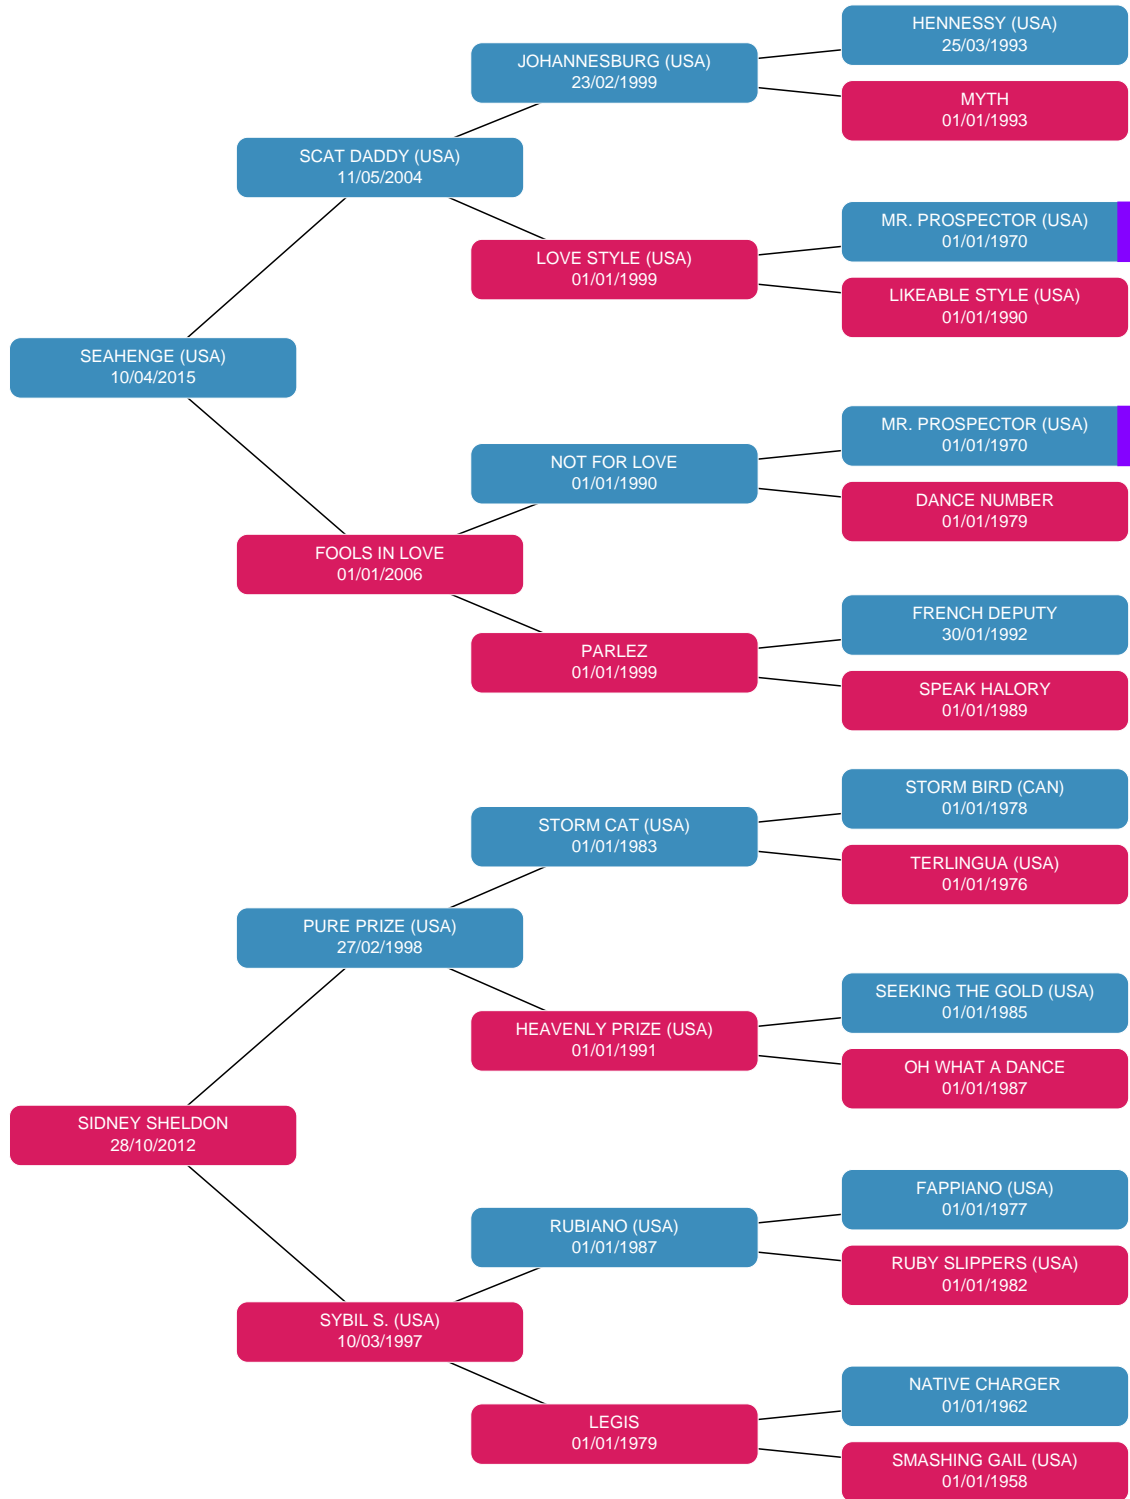 HENNESSY (USA)
25/03/1993
JOHANNESBURG (USA)
23/02/1999
MYTH
01/01/1993
SCAT DADDY (USA)
11/05/2004
MR. PROSPECTOR (USA)
01/01/1970
LOVE STYLE (USA)
01/01/1999
LIKEABLE STYLE (USA)
01/01/1990
SEAHENGE (USA)
10/04/2015
MR. PROSPECTOR (USA)
01/01/1970
NOT FOR LOVE
01/01/1990
DANCE NUMBER
01/01/1979
FOOLS IN LOVE
01/01/2006
FRENCH DEPUTY
30/01/1992
PARLEZ
01/01/1999
SPEAK HALORY
01/01/1989
STORM BIRD (CAN)
01/01/1978
STORM CAT (USA)
01/01/1983
TERLINGUA (USA)
01/01/1976
PURE PRIZE (USA)
27/02/1998
SEEKING THE GOLD (USA)
01/01/1985
HEAVENLY PRIZE (USA)
01/01/1991
OH WHAT A DANCE
01/01/1987
SIDNEY SHELDON
28/10/2012
FAPPIANO (USA)
01/01/1977
RUBIANO (USA)
01/01/1987
RUBY SLIPPERS (USA)
01/01/1982
SYBIL S. (USA)
10/03/1997
NATIVE CHARGER
01/01/1962
LEGIS
01/01/1979
SMASHING GAIL (USA)
01/01/1958